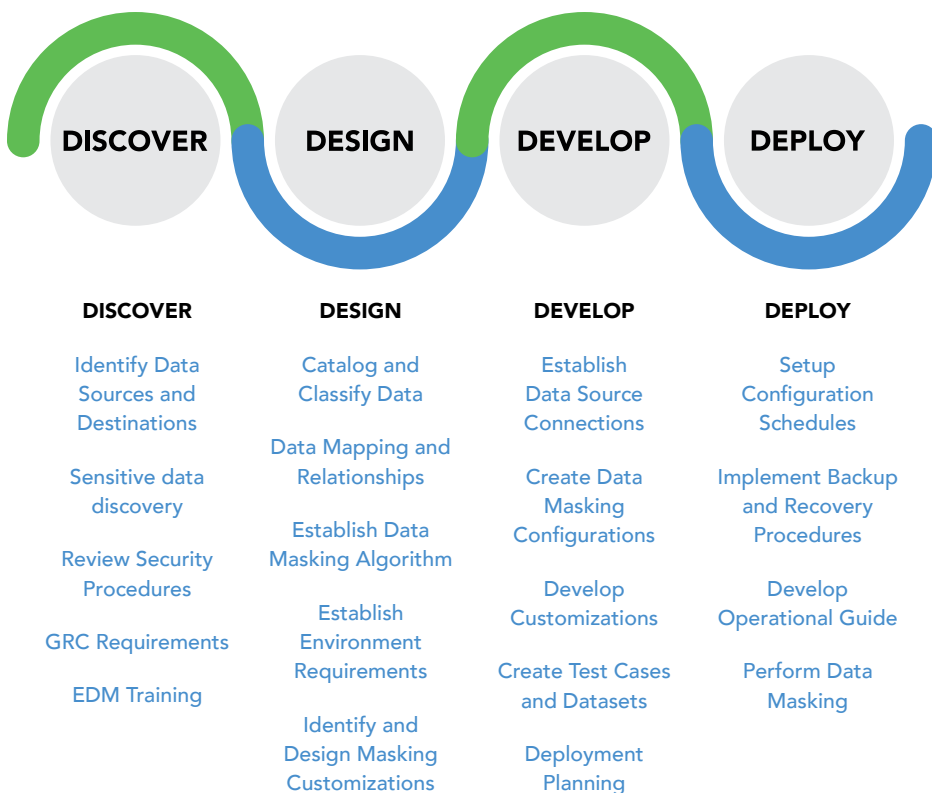 DISCOVER
DESIGN
DEVELOP
DEPLOY
DISCOVER
Identify Data
Sources and
Destinations
Sensitive data
discovery
Review Security
Procedures
GRC Requirements
EDM Training
DESIGN
Catalog and
Classify Data
Data Mapping and
Relationships
Establish Data
Masking Algorithm
Establish
Environment
Requirements
Identify and
Design Masking
Customizations
DEVELOP
Establish
Data Source
Connections
Create Data
Masking
Configurations
Develop
Customizations
Create Test Cases
and Datasets
Deployment
Planning
DEPLOY
Setup
Configuration
Schedules
Implement Backup
and Recovery
Procedures
Develop
Operational Guide
Perform Data
Masking